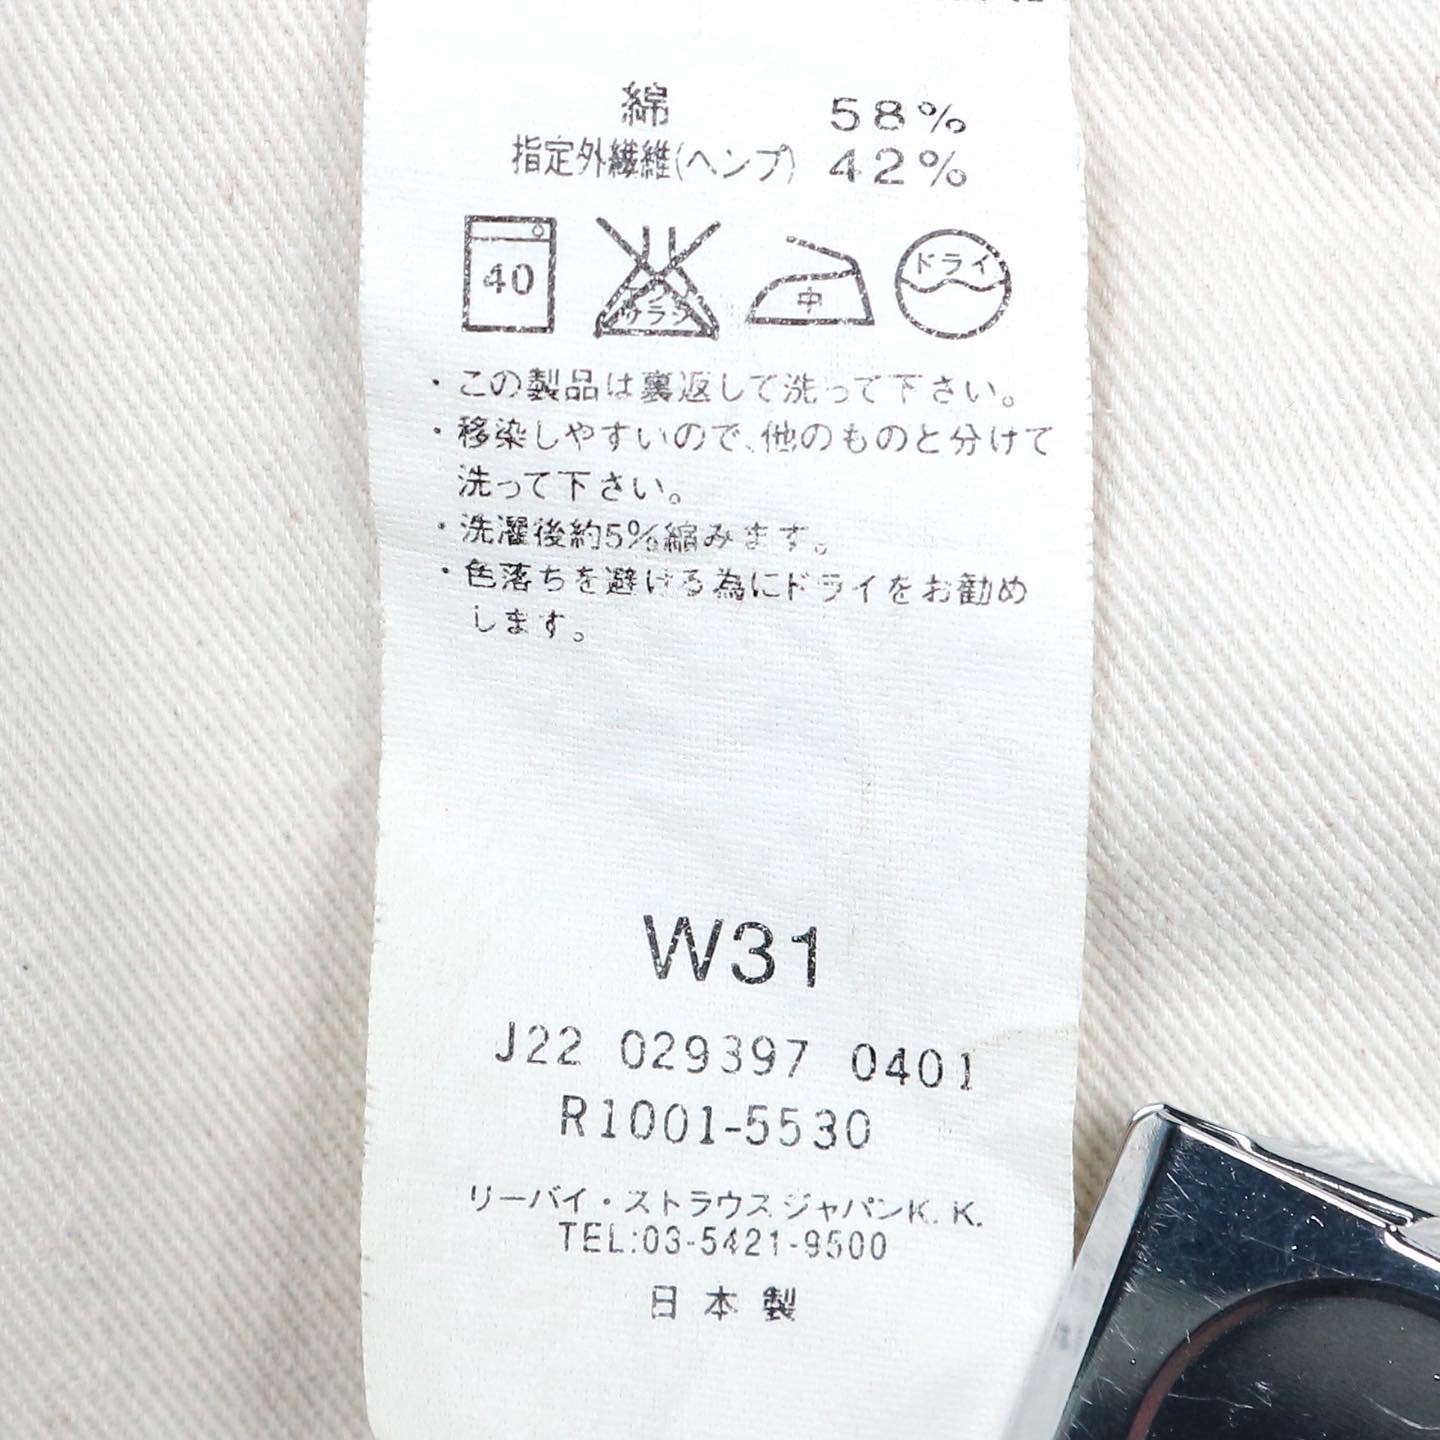 綿 58%
指定外繊維(ヘンプ) 42%
40 サラシ 中 ドライ
・この製品は裏返して洗って下さい。
・移染しやすいので、他のものと分けて
洗って下さい。
・洗濯後約5%縮みます。
・色落ちを避ける為にドライをお勧め
します。
W31
J22 029397 0401
R1001-5530
リーバイ・ストラウスジャパンK.K.
TEL:03-5421-9500
日本製